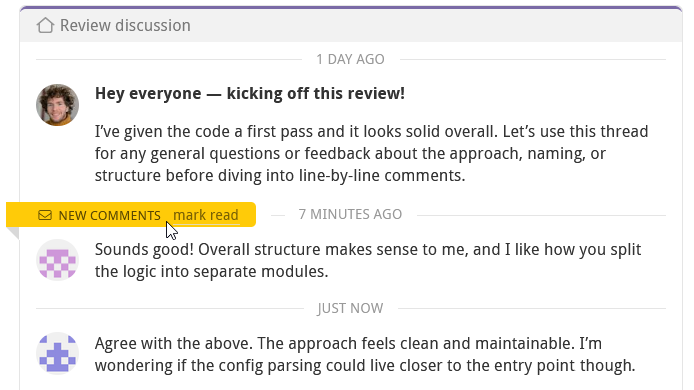 Review discussion
1 DAY AGO
Hey everyone — kicking off this review!
I’ve given the code a first pass and it looks solid overall. Let’s use this thread
for any general questions or feedback about the approach, naming, or
structure before diving into line-by-line comments.
NEW COMMENTS mark read 7 MINUTES AGO
Sounds good! Overall structure makes sense to me, and I like how you split
the logic into separate modules.
JUST NOW
Agree with the above. The approach feels clean and maintainable. I’m
wondering if the config parsing could live closer to the entry point though.